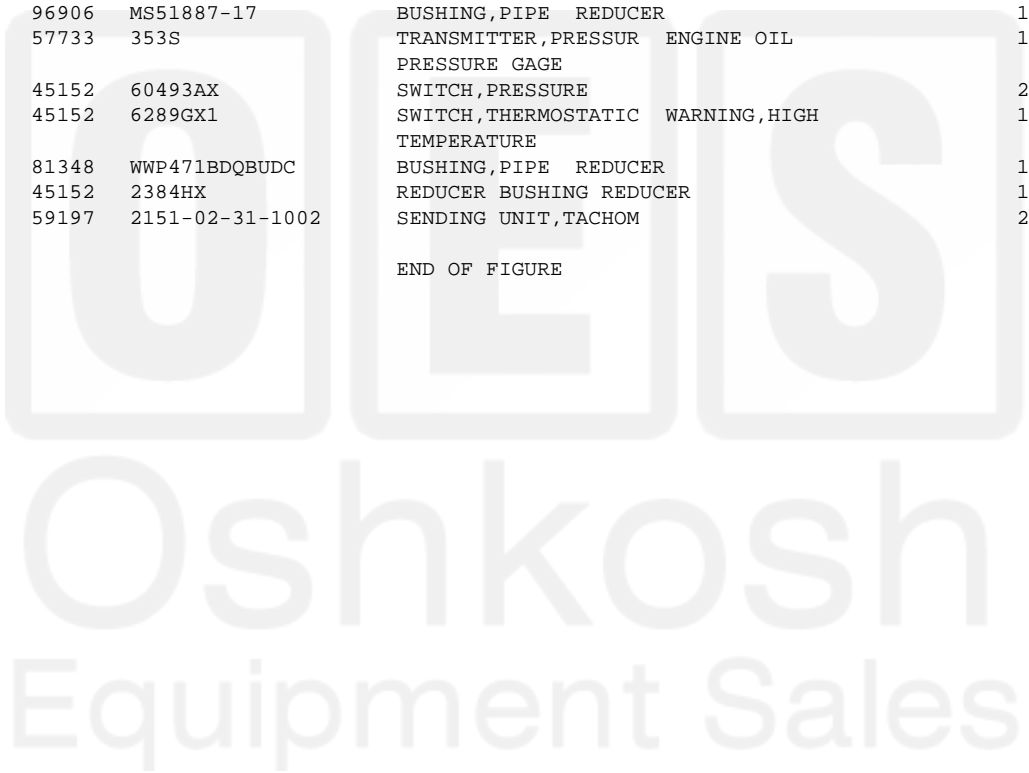 96906 MS51887-17 BUSHING,PIPE REDUCER 1
57733 353S TRANSMITTER,PRESSUR ENGINE OIL 1
PRESSURE GAGE
45152 60493AX SWITCH,PRESSURE 2
45152 6289GX1 SWITCH,THERMOSTATIC WARNING,HIGH 1
TEMPERATURE
81348 WWP471BDQBUDC BUSHING,PIPE REDUCER 1
45152 2384HX REDUCER BUSHING REDUCER 1
59197 2151-02-31-1002 SENDING UNIT,TACHOM 2
END OF FIGURE
OES
Oshkosh
Equipment Sales